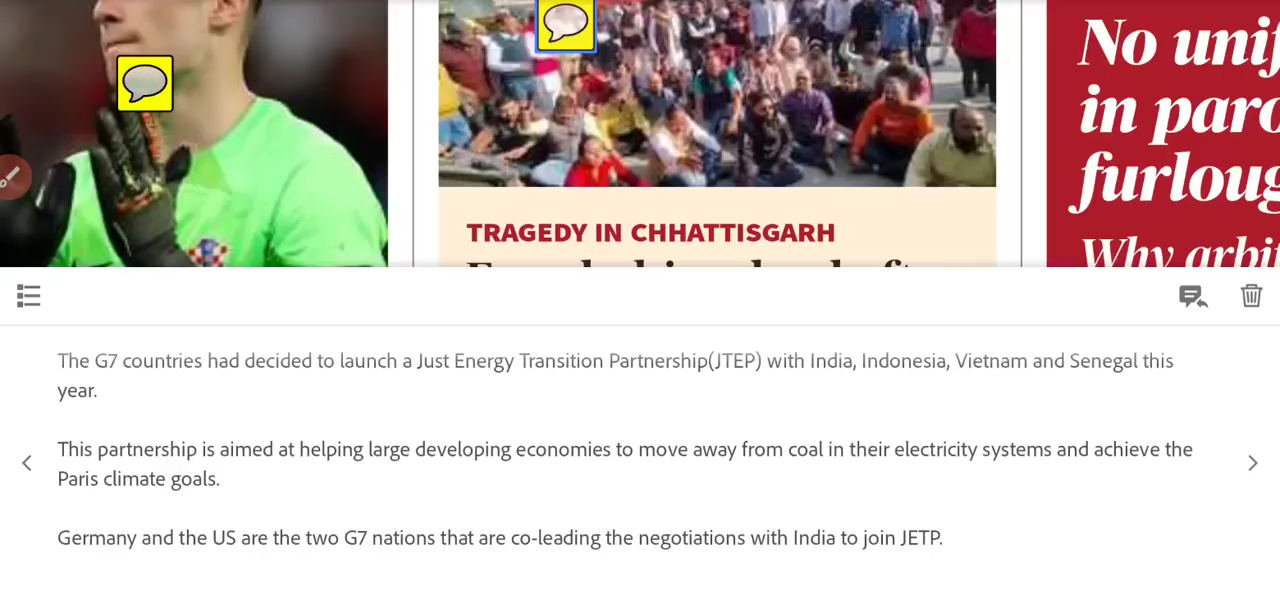 No unif
in paro
furloug
Why arbit
TRAGEDY IN CHHATTISGARH
The G7 countries had decided to launch a Just Energy Transition Partnership(JTEP) with India, Indonesia, Vietnam and Senegal this
year.
This partnership is aimed at helping large developing economies to move away from coal in their electricity systems and achieve the
Paris climate goals.
Germany and the US are the two G7 nations that are co-leading the negotiations with India to join JETP.